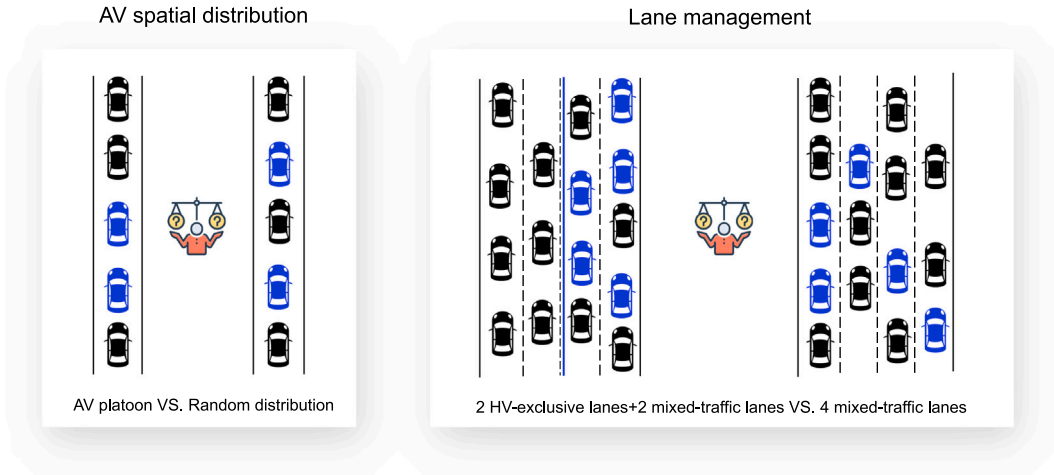 AV spatial distribution
Lane management
?
?
?
?
AV platoon VS. Random distribution
2 HV-exclusive lanes+2 mixed-traffic lanes VS. 4 mixed-traffic lanes